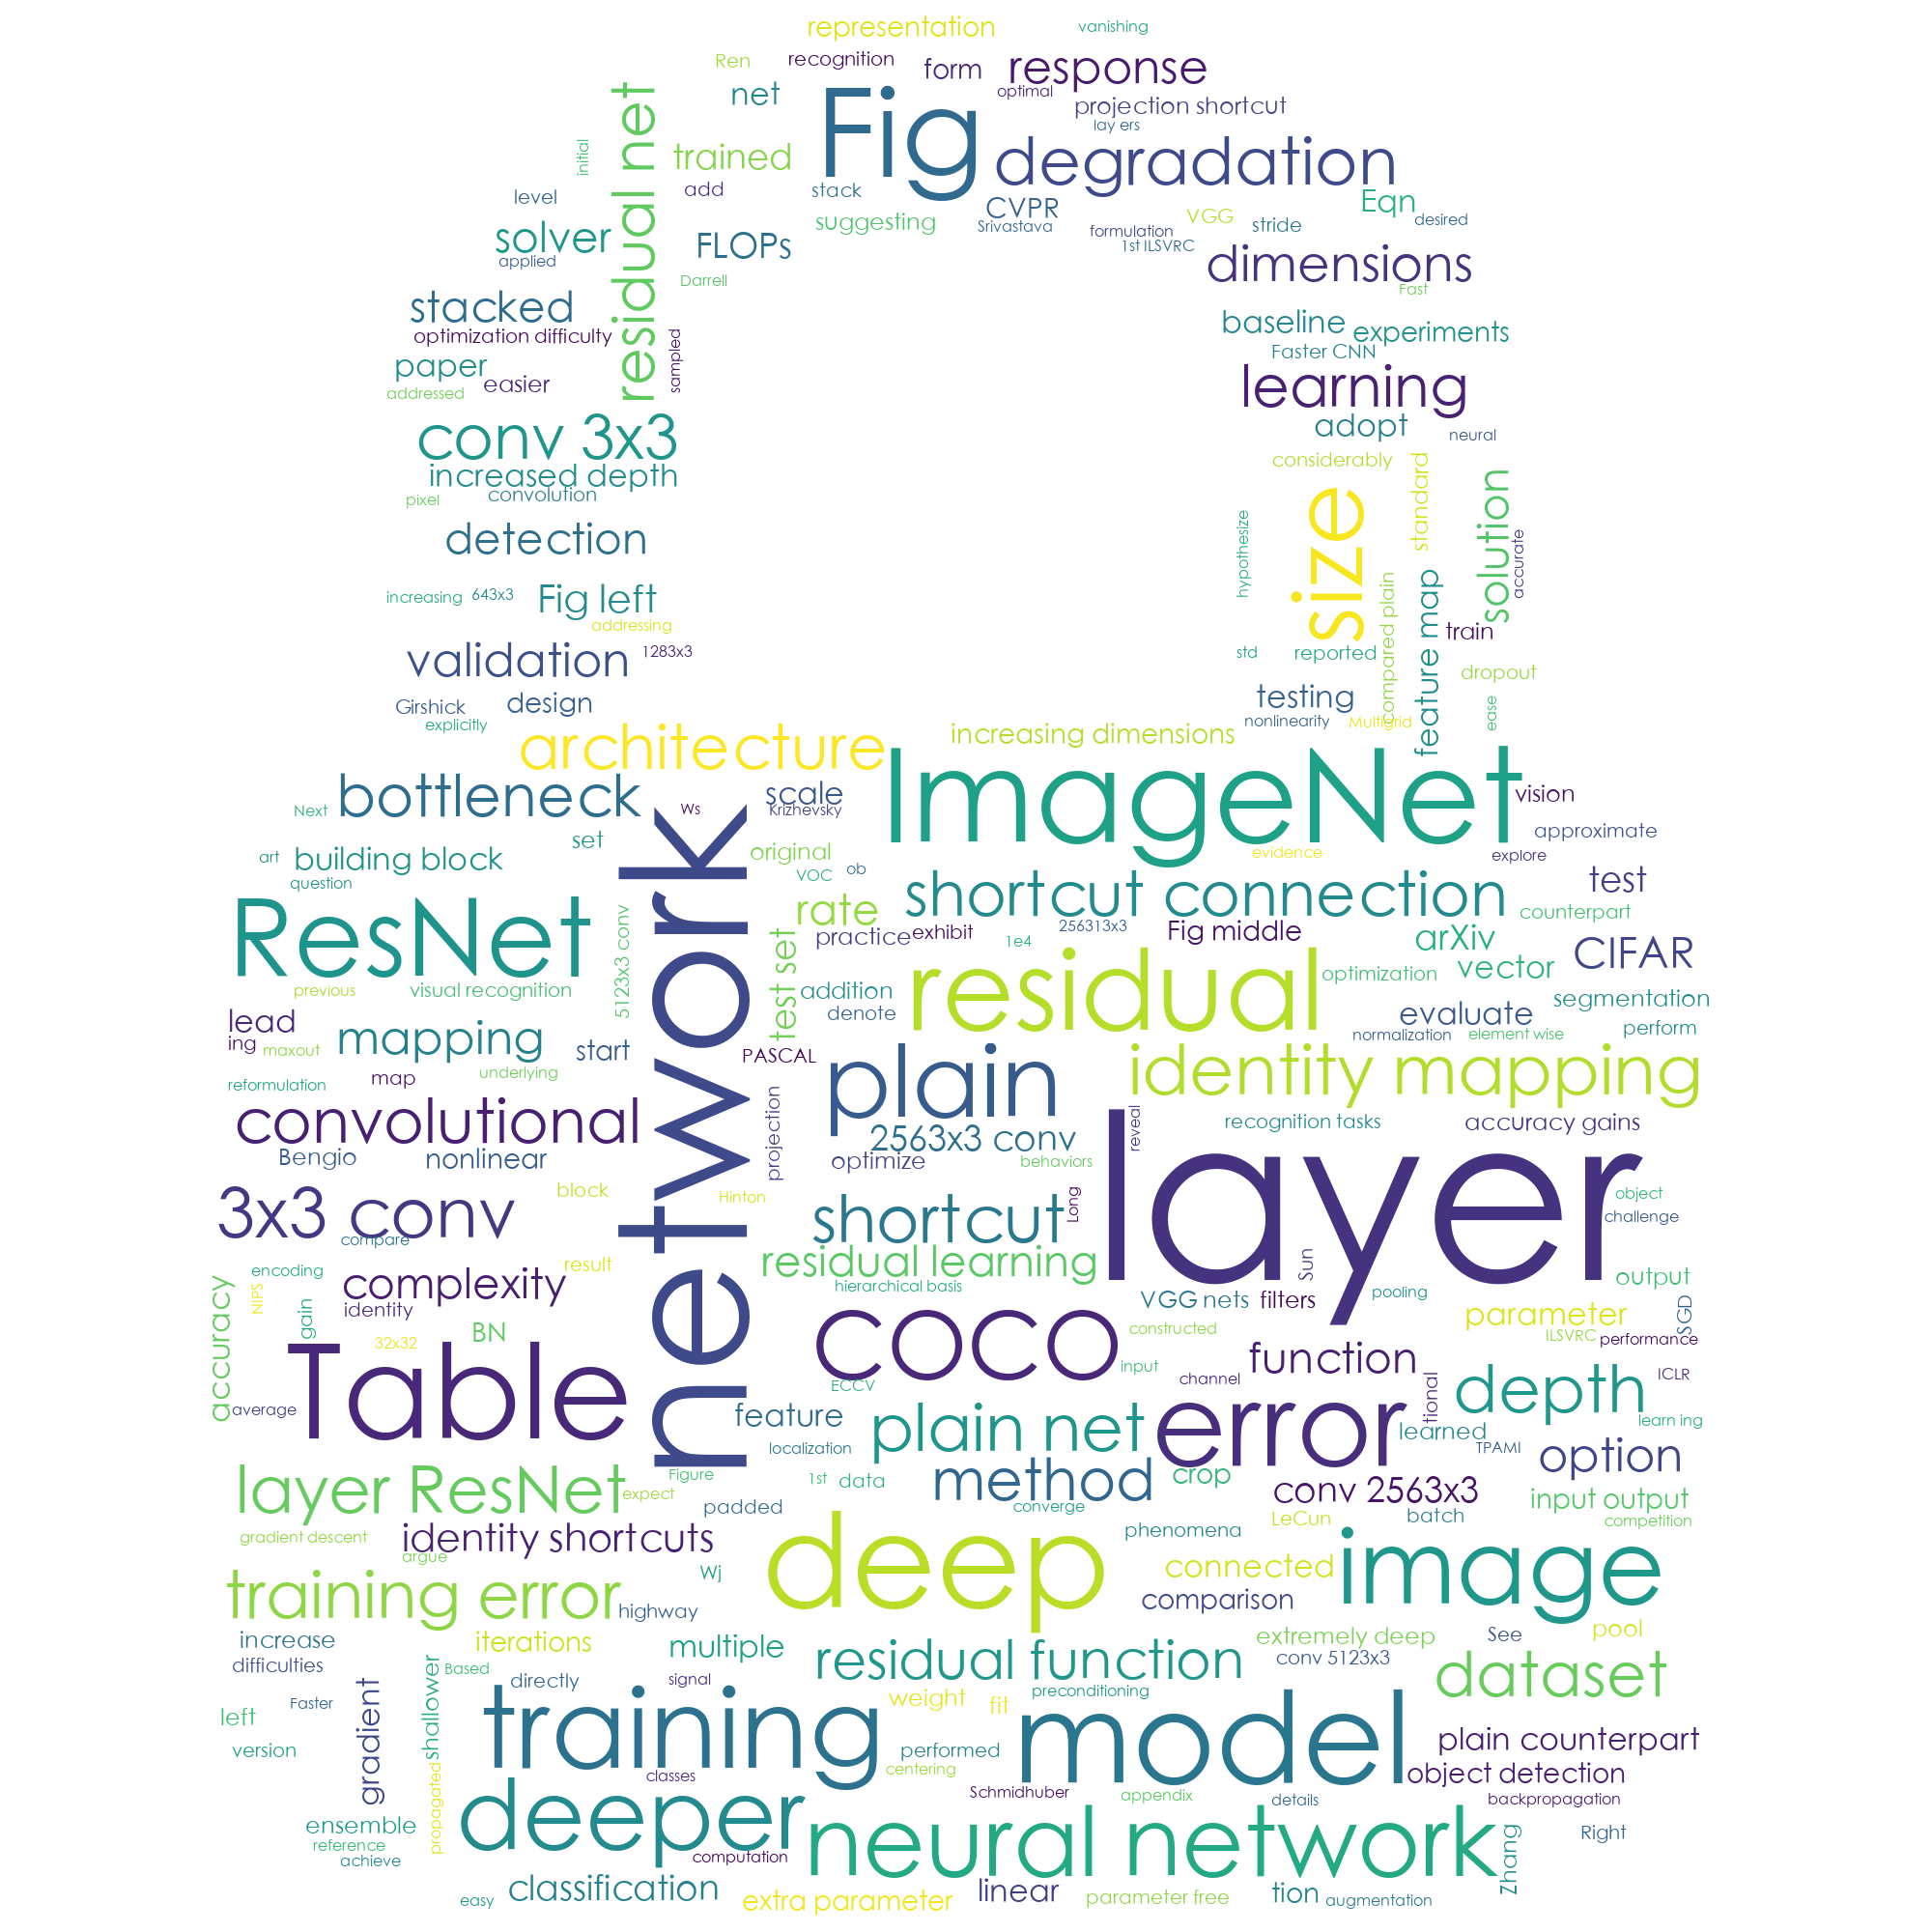 representation
vanishing
Ren
recognition
form
response
net
optimal
projection shortcut
Fig
lay ers
residual net
initial
trained
degradation
level
add
stack
CVPR
VGG
Eqn
solver
suggesting
Srivastava
formulation
stride
desired
applied
FLOPs
1st ILSVRC
dimensions
Darrell
Fast
stacked
baseline
experiments
optimization difficulty
sampled
Faster CNN
paper
easier
learning
addressed
conv 3x3
adopt
neural
increased depth
considerably
standard
pixel
convolution
size
solution
detection
hypothesize
accurate
increasing
643x3
Fig left
compared plain
feature map
addressing
train
validation
1283x3
std
reported
dropout
Girshick
design
testing
ease
explicitly
nonlinearity
Multigrid
architecture
increasing dimensions
ImageNet
bottleneck
network
Ws
scale
vision
Next
Krizhevsky
set
approximate
art
building block
original
evidence
explore
question
VOC
ob
shortcut connection
test
ResNet
rate
counterpart
5123x3 conv
test set
practice
exhibit
1e4
256313x3
Fig middle
arXiv
CIFAR
previous
visual recognition
addition
residual
optimization
vector
segmentation
lead
denote
evaluate
perform
ing
maxout
mapping
start
PASCAL
normalization
element wise
reformulation
map
underlying
plain
identity mapping
convolutional
projection
2563x3 conv
reveal
recognition tasks
accuracy gains
Bengio
nonlinear
optimize
behaviors
layer
3x3 conv
block
Hinton
shortcut
Long
object
compare
challenge
encoding
result
residual learning
Sun
accuracy
NIPS
complexity
hierarchical basis
pooling
output
gain
identity
VGG nets
filters
parameter
SGD
32x32
BN
coco
constructed
ILSVRC
performance
Table
input
function
ECCV
channel
tional
depth
ICLR
average
feature
plain net
error
learned
learn ing
localization
TPAMI
option
layer ResNet
Figure
1st
data
method
crop
expect
padded
converge
conv 2563x3
input output
gradient descent
identity shortcuts
phenomena
LeCun
batch
competition
argue
Wj
deep
connected
image
training error
highway
comparison
increase
iterations
multiple
extremely deep
See
pool
difficulties
Based
residual function
conv 5123x3
shallower
directly
signal
weight
fit
preconditioning
dataset
left
Faster
gradient
training
model
version
performed
plain counterpart
propagated
classes
centering
object detection
deeper
Schmidhuber
appendix
details
backpropagation
ensemble
neural network
Right
reference
achieve
computation
Zhang
easy
classification
extra parameter
linear
parameter free
tion
augmentation